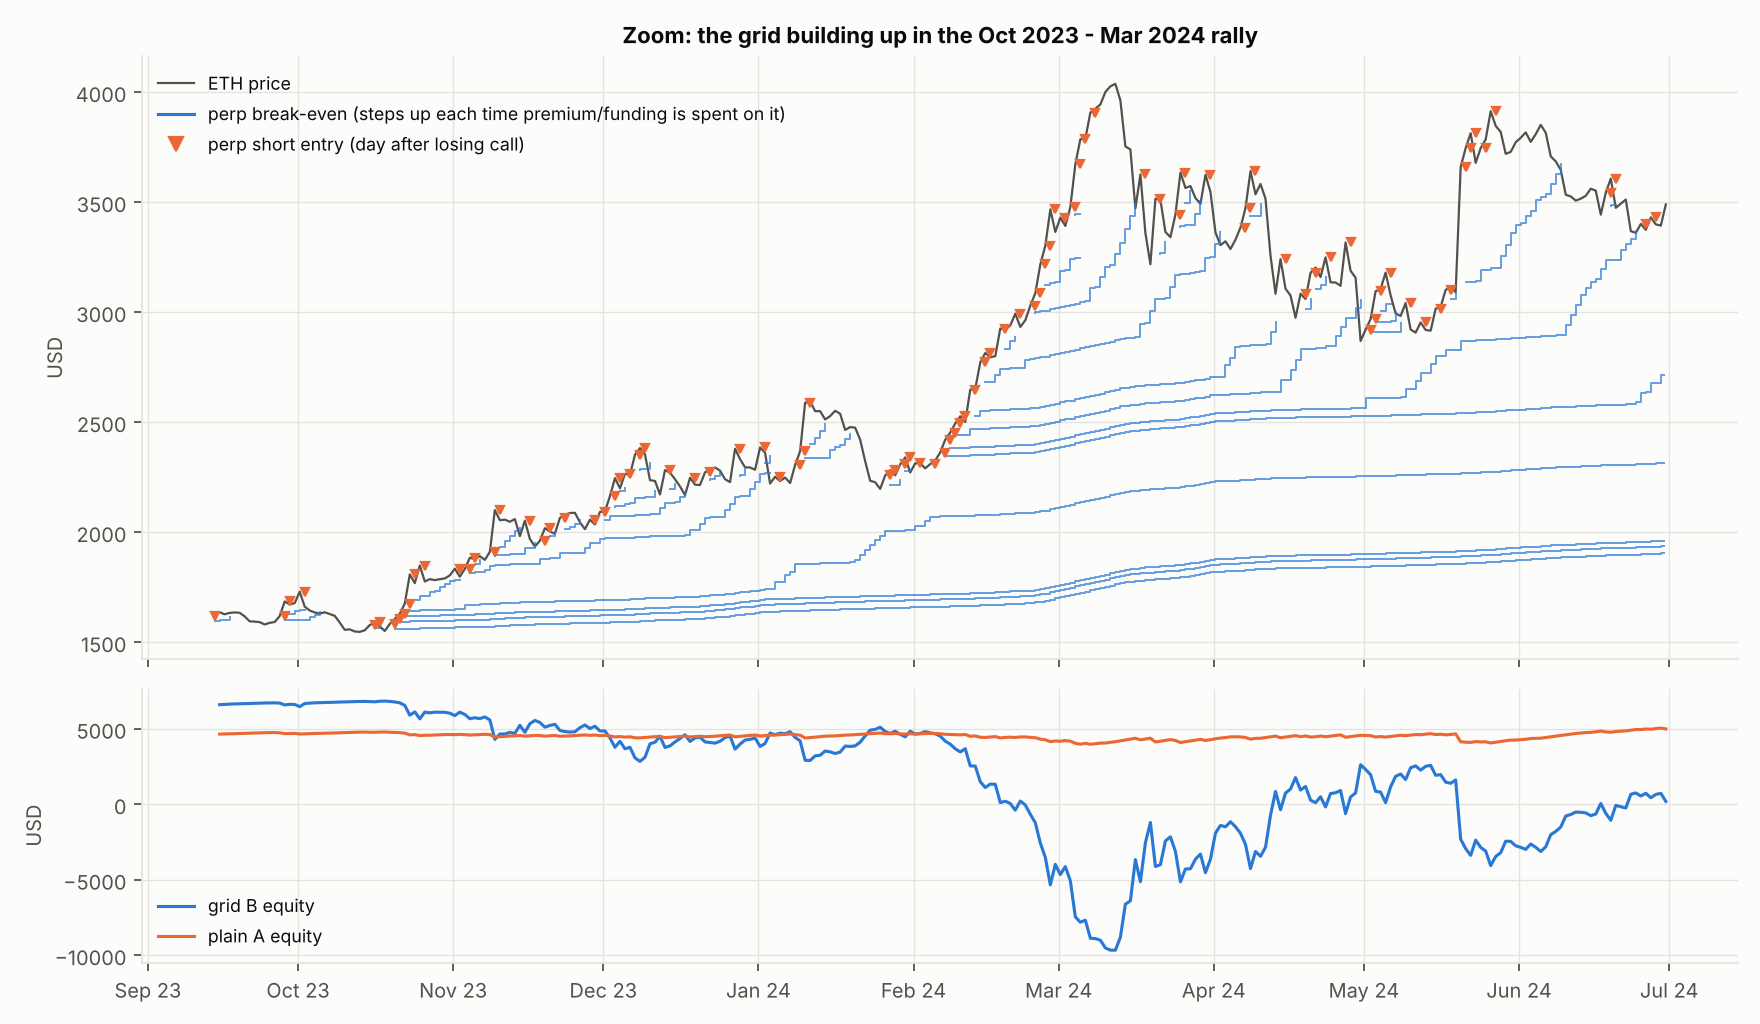 Zoom: the grid building up in the Oct 2023 - Mar 2024 rally
ETH price
perp break-even (steps up each time premium/funding is spent on it)
perp short entry (day after losing call)
4000
3500
3000
2500
2000
1500
USD
5000
0
−5000
−10000
USD
grid B equity
plain A equity
Sep 23 Oct 23 Nov 23 Dec 23 Jan 24 Feb 24 Mar 24 Apr 24 May 24 Jun 24 Jul 24